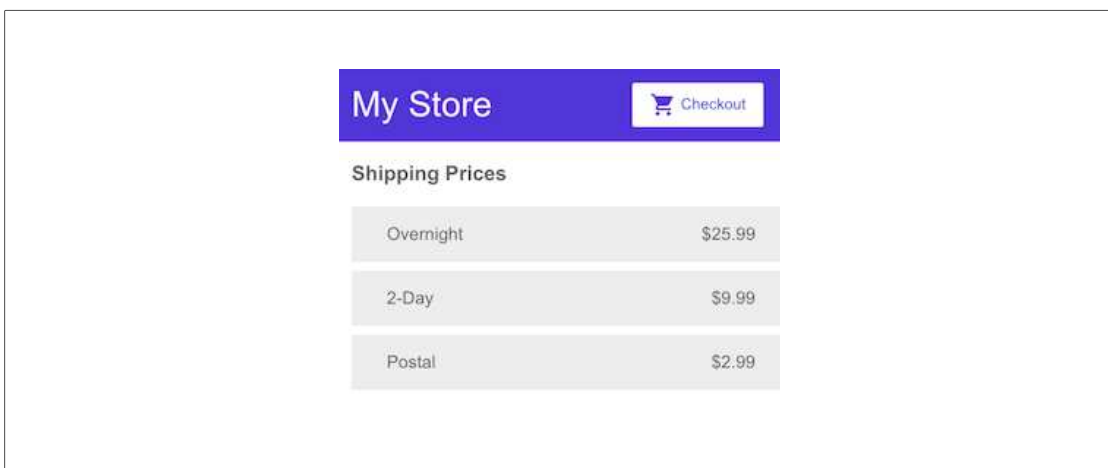 My Store
Checkout
Shipping Prices
Overnight $25.99
2-Day $9.99
Postal $2.99